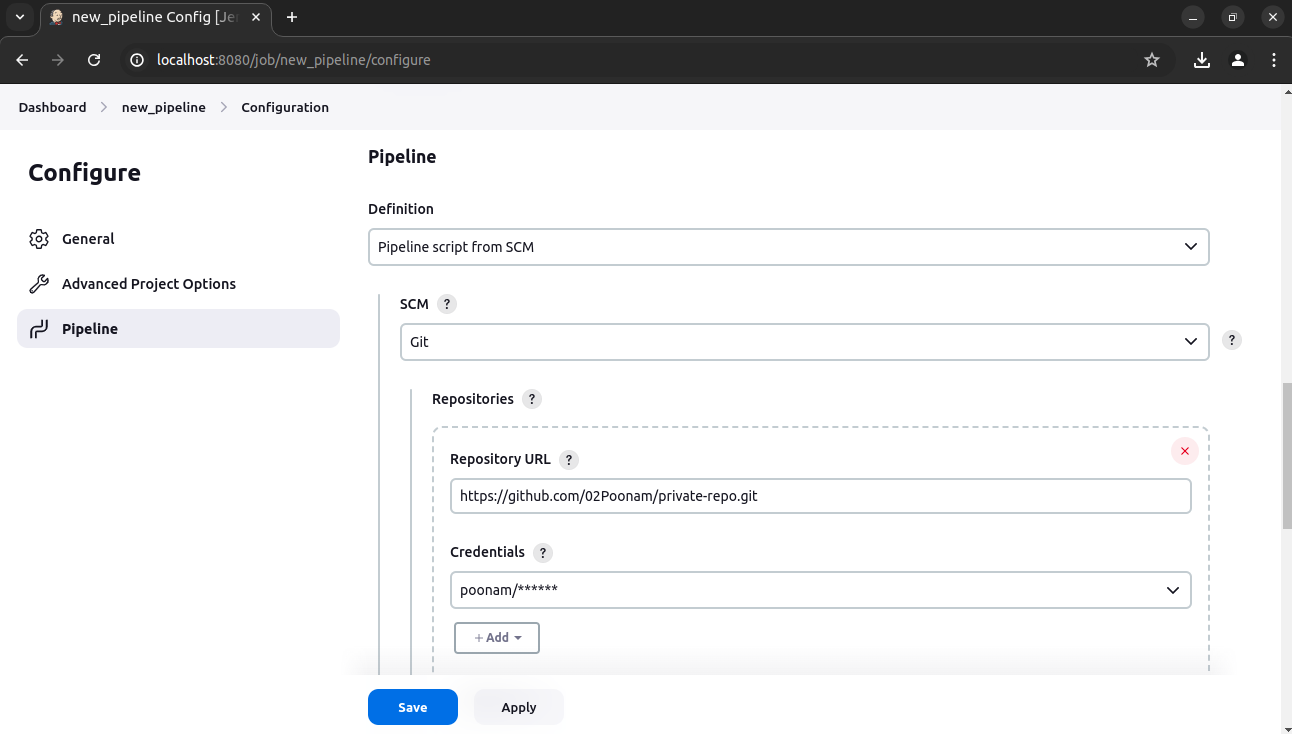 new_pipeline Config [Je
localhost:8080/job/new_pipeline/configure
Dashboard new_pipeline Configuration
Configure
General
Advanced Project Options
Pipeline
Pipeline
Definition
Pipeline script from SCM
SCM ?
Git
?
Repositories ?
Repository URL ?
https://github.com/02Poonam/private-repo.git
Credentials ?
poonam/******
+ Add
Save Apply